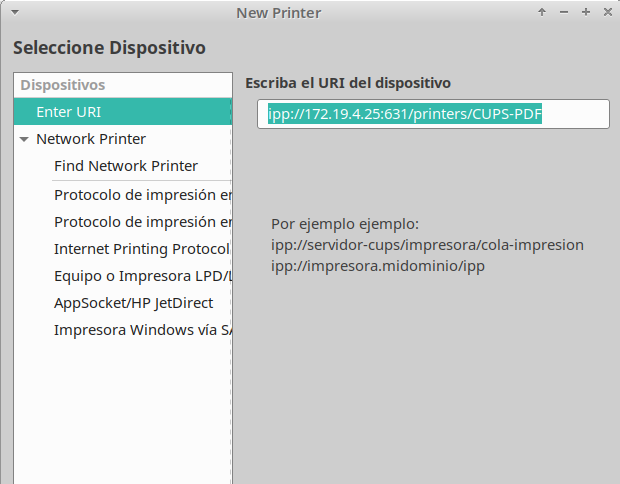 New Printer
Seleccione Dispositivo
Dispositivos
Enter URI
Network Printer
Find Network Printer
Protocolo de impresión en
Protocolo de impresión en
Internet Printing Protocol
Equipo o Impresora LPD/L
AppSocket/HP JetDirect
Impresora Windows vía SA
Escriba el URI del dispositivo
ipp://172.19.4.25:631/printers/CUPS-PDF
Por ejemplo ejemplo:
ipp://servidor-cups/impresora/cola-impresion
ipp://impresora.midominio/ipp